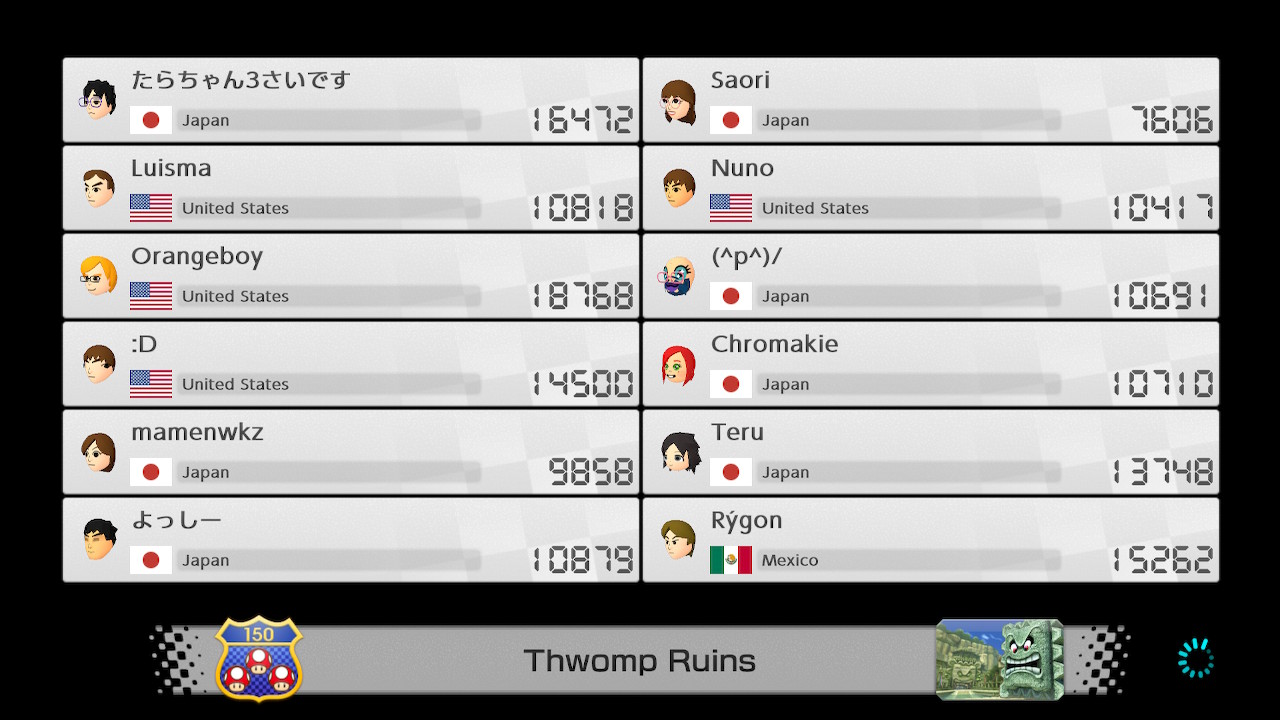 たらちゃん3さいです
Japan
16472
Saori
Japan
7606
Luisma
United States
10818
Nuno
United States
10417
Orangeboy
United States
18768
(^p^)/
Japan
10691
:D
United States
14500
Chromakie
Japan
10710
mamenwkz
Japan
9858
Teru
Japan
13748
よっしー
Japan
10879
Rýgon
Mexico
15262
150
Thwomp Ruins